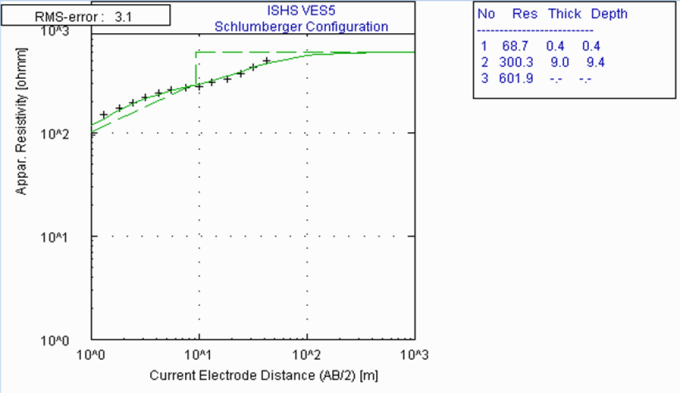 RMS-error : 3.1
ISHS VES5
Schlumberger Configuration
10^3
10^2
10^1
10^0
Appar. Resistivity [ohmm]
10^0 10^1 10^2 10^3
Current Electrode Distance (AB/2) [m]
No Res Thick Depth
------------------------
1 68.7 0.4 0.4
2 300.3 9.0 9.4
3 601.9 -.- -.-